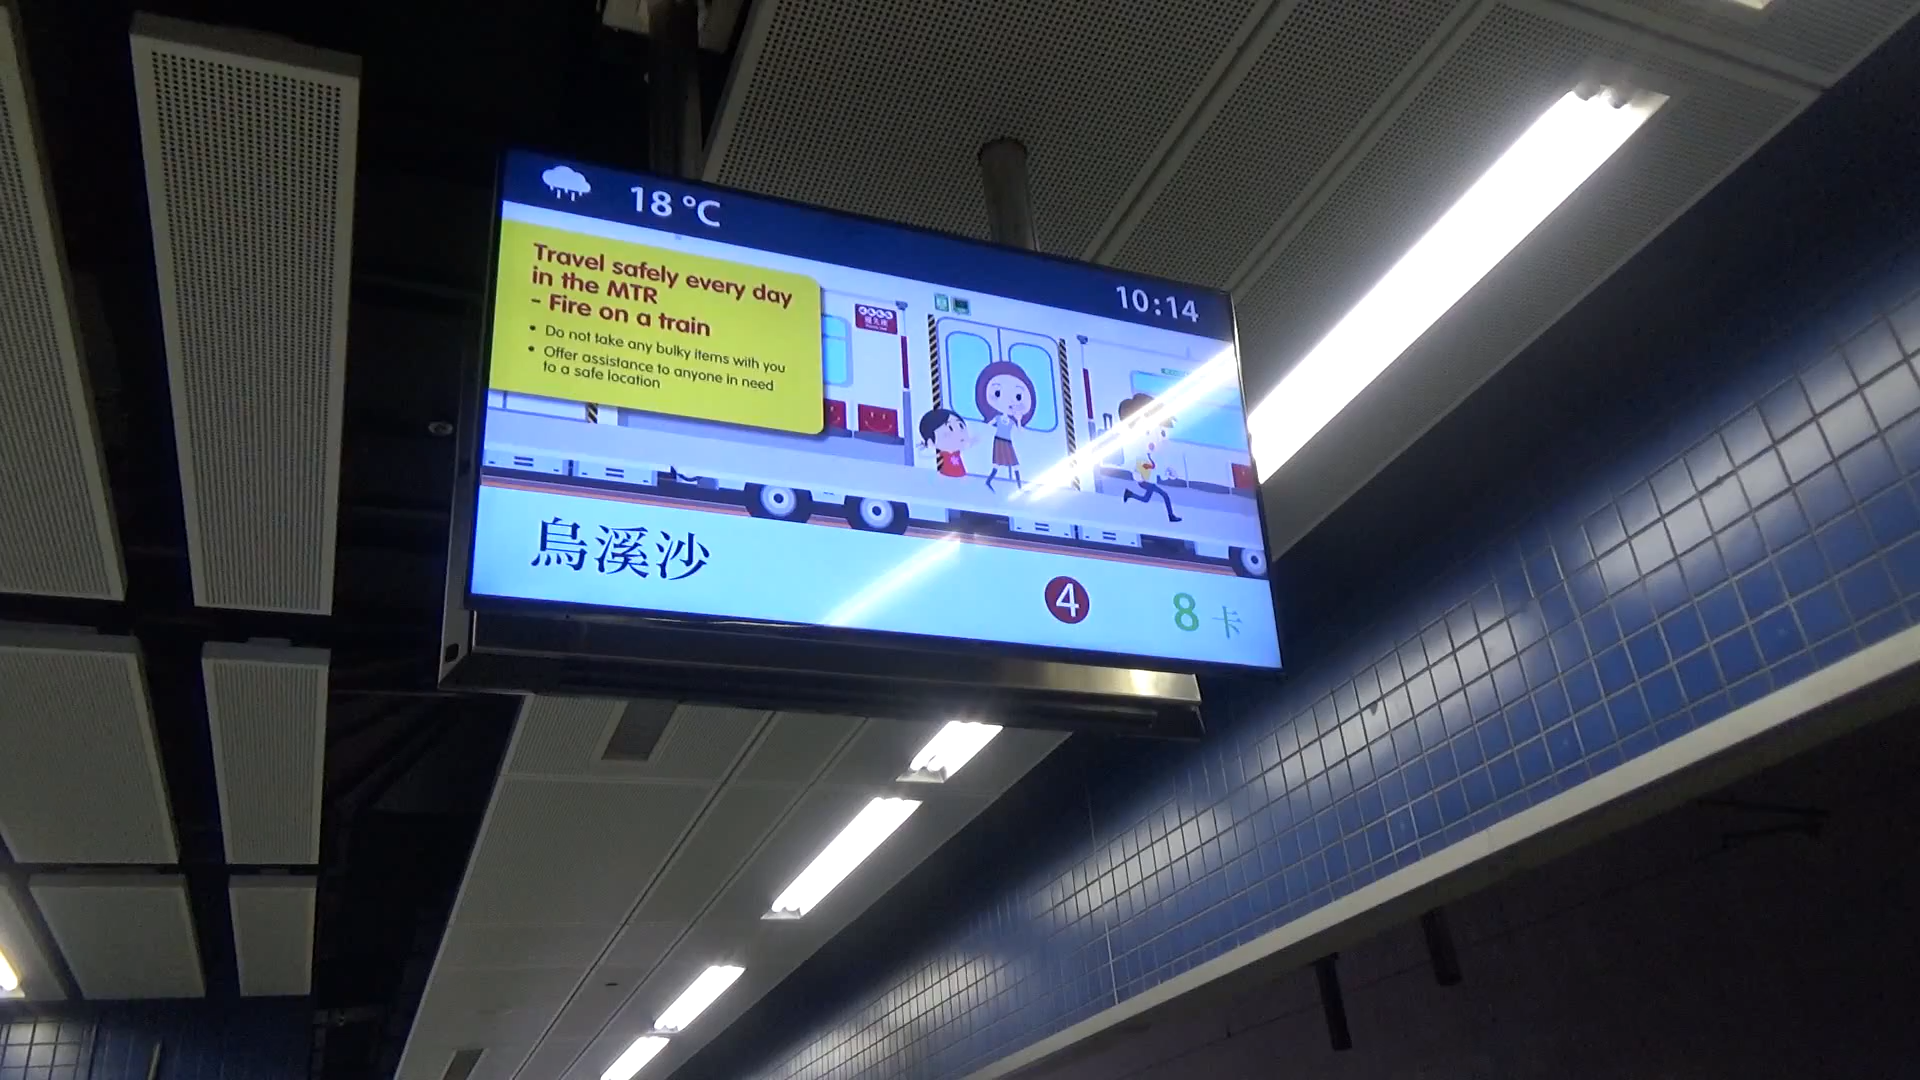 18 °C
10:14
Travel safely every day
in the MTR
- Fire on a train
• Do not take any bulky items with you
• Offer assistance to anyone in need
to a safe location
烏溪沙
4
8 卡